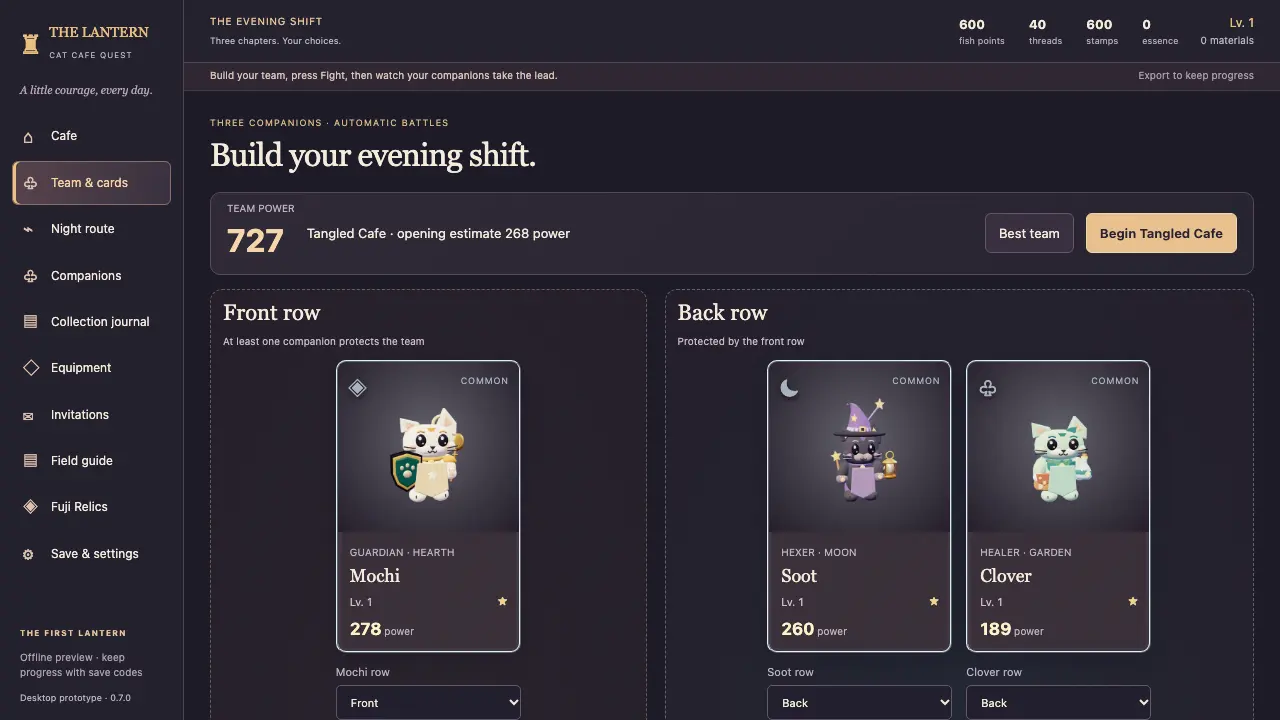 THE LANTERN
CAT CAFE QUEST
A little courage, every day.
Cafe
Team & cards
Night route
Companions
Collection journal
Equipment
Invitations
Field guide
Fuji Relics
Save & settings
THE FIRST LANTERN
Offline preview · keep
progress with save codes
Desktop prototype · 0.7.0
THE EVENING SHIFT
Three chapters. Your choices.
600
fish points
40
threads
600
stamps
0
essence
Lv. 1
0 materials
Build your team, press Fight, then watch your companions take the lead.
Export to keep progress
THREE COMPANIONS · AUTOMATIC BATTLES
Build your evening shift.
TEAM POWER
727
Tangled Cafe · opening estimate 268 power
Best team
Begin Tangled Cafe
Front row
At least one companion protects the team
COMMON
GUARDIAN · HEARTH
Mochi
Lv. 1
278 power
Mochi row
Front
Back row
Protected by the front row
COMMON
HEXER · MOON
Soot
Lv. 1
260 power
Soot row
Back
COMMON
HEALER · GARDEN
Clover
Lv. 1
189 power
Clover row
Back